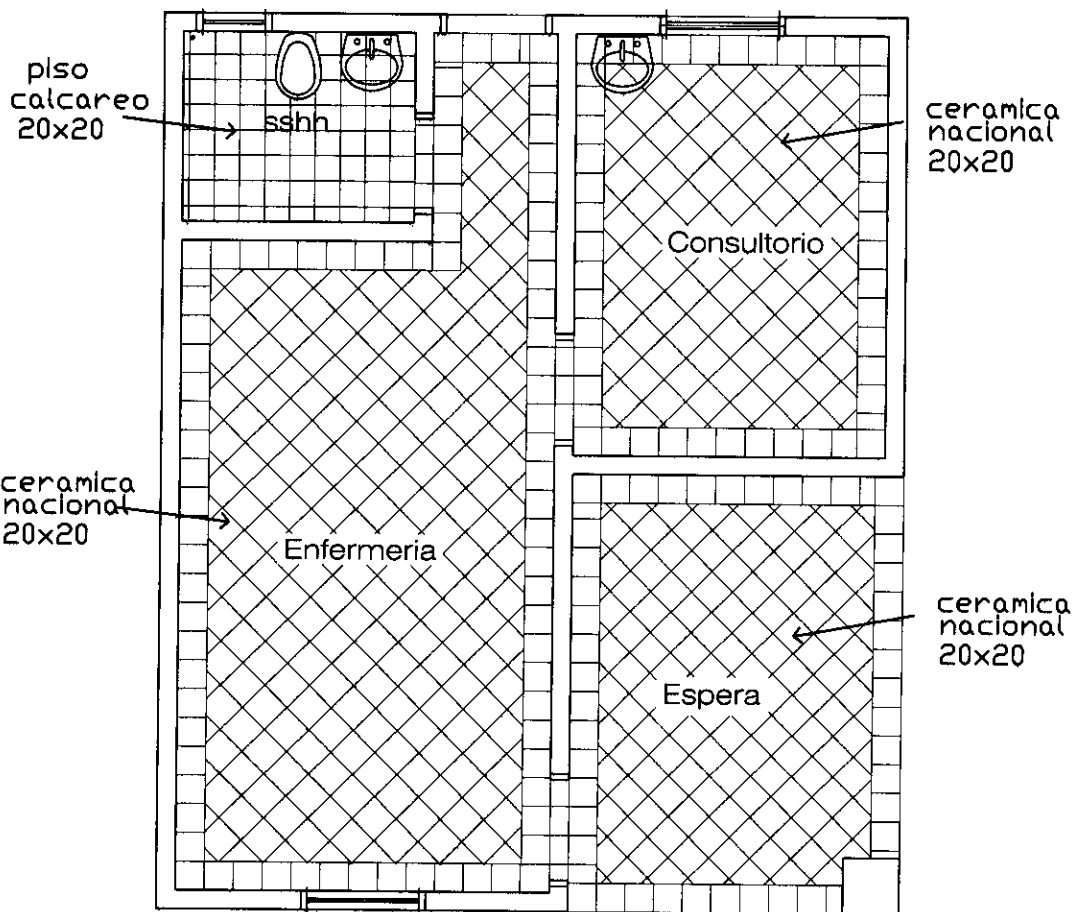 piso
calcareo
20x20
sshh
ceramica
nacional
20x20
Consultorio
ceramica
nacional
20x20
Enfermeria
ceramica
nacional
20x20
Espera